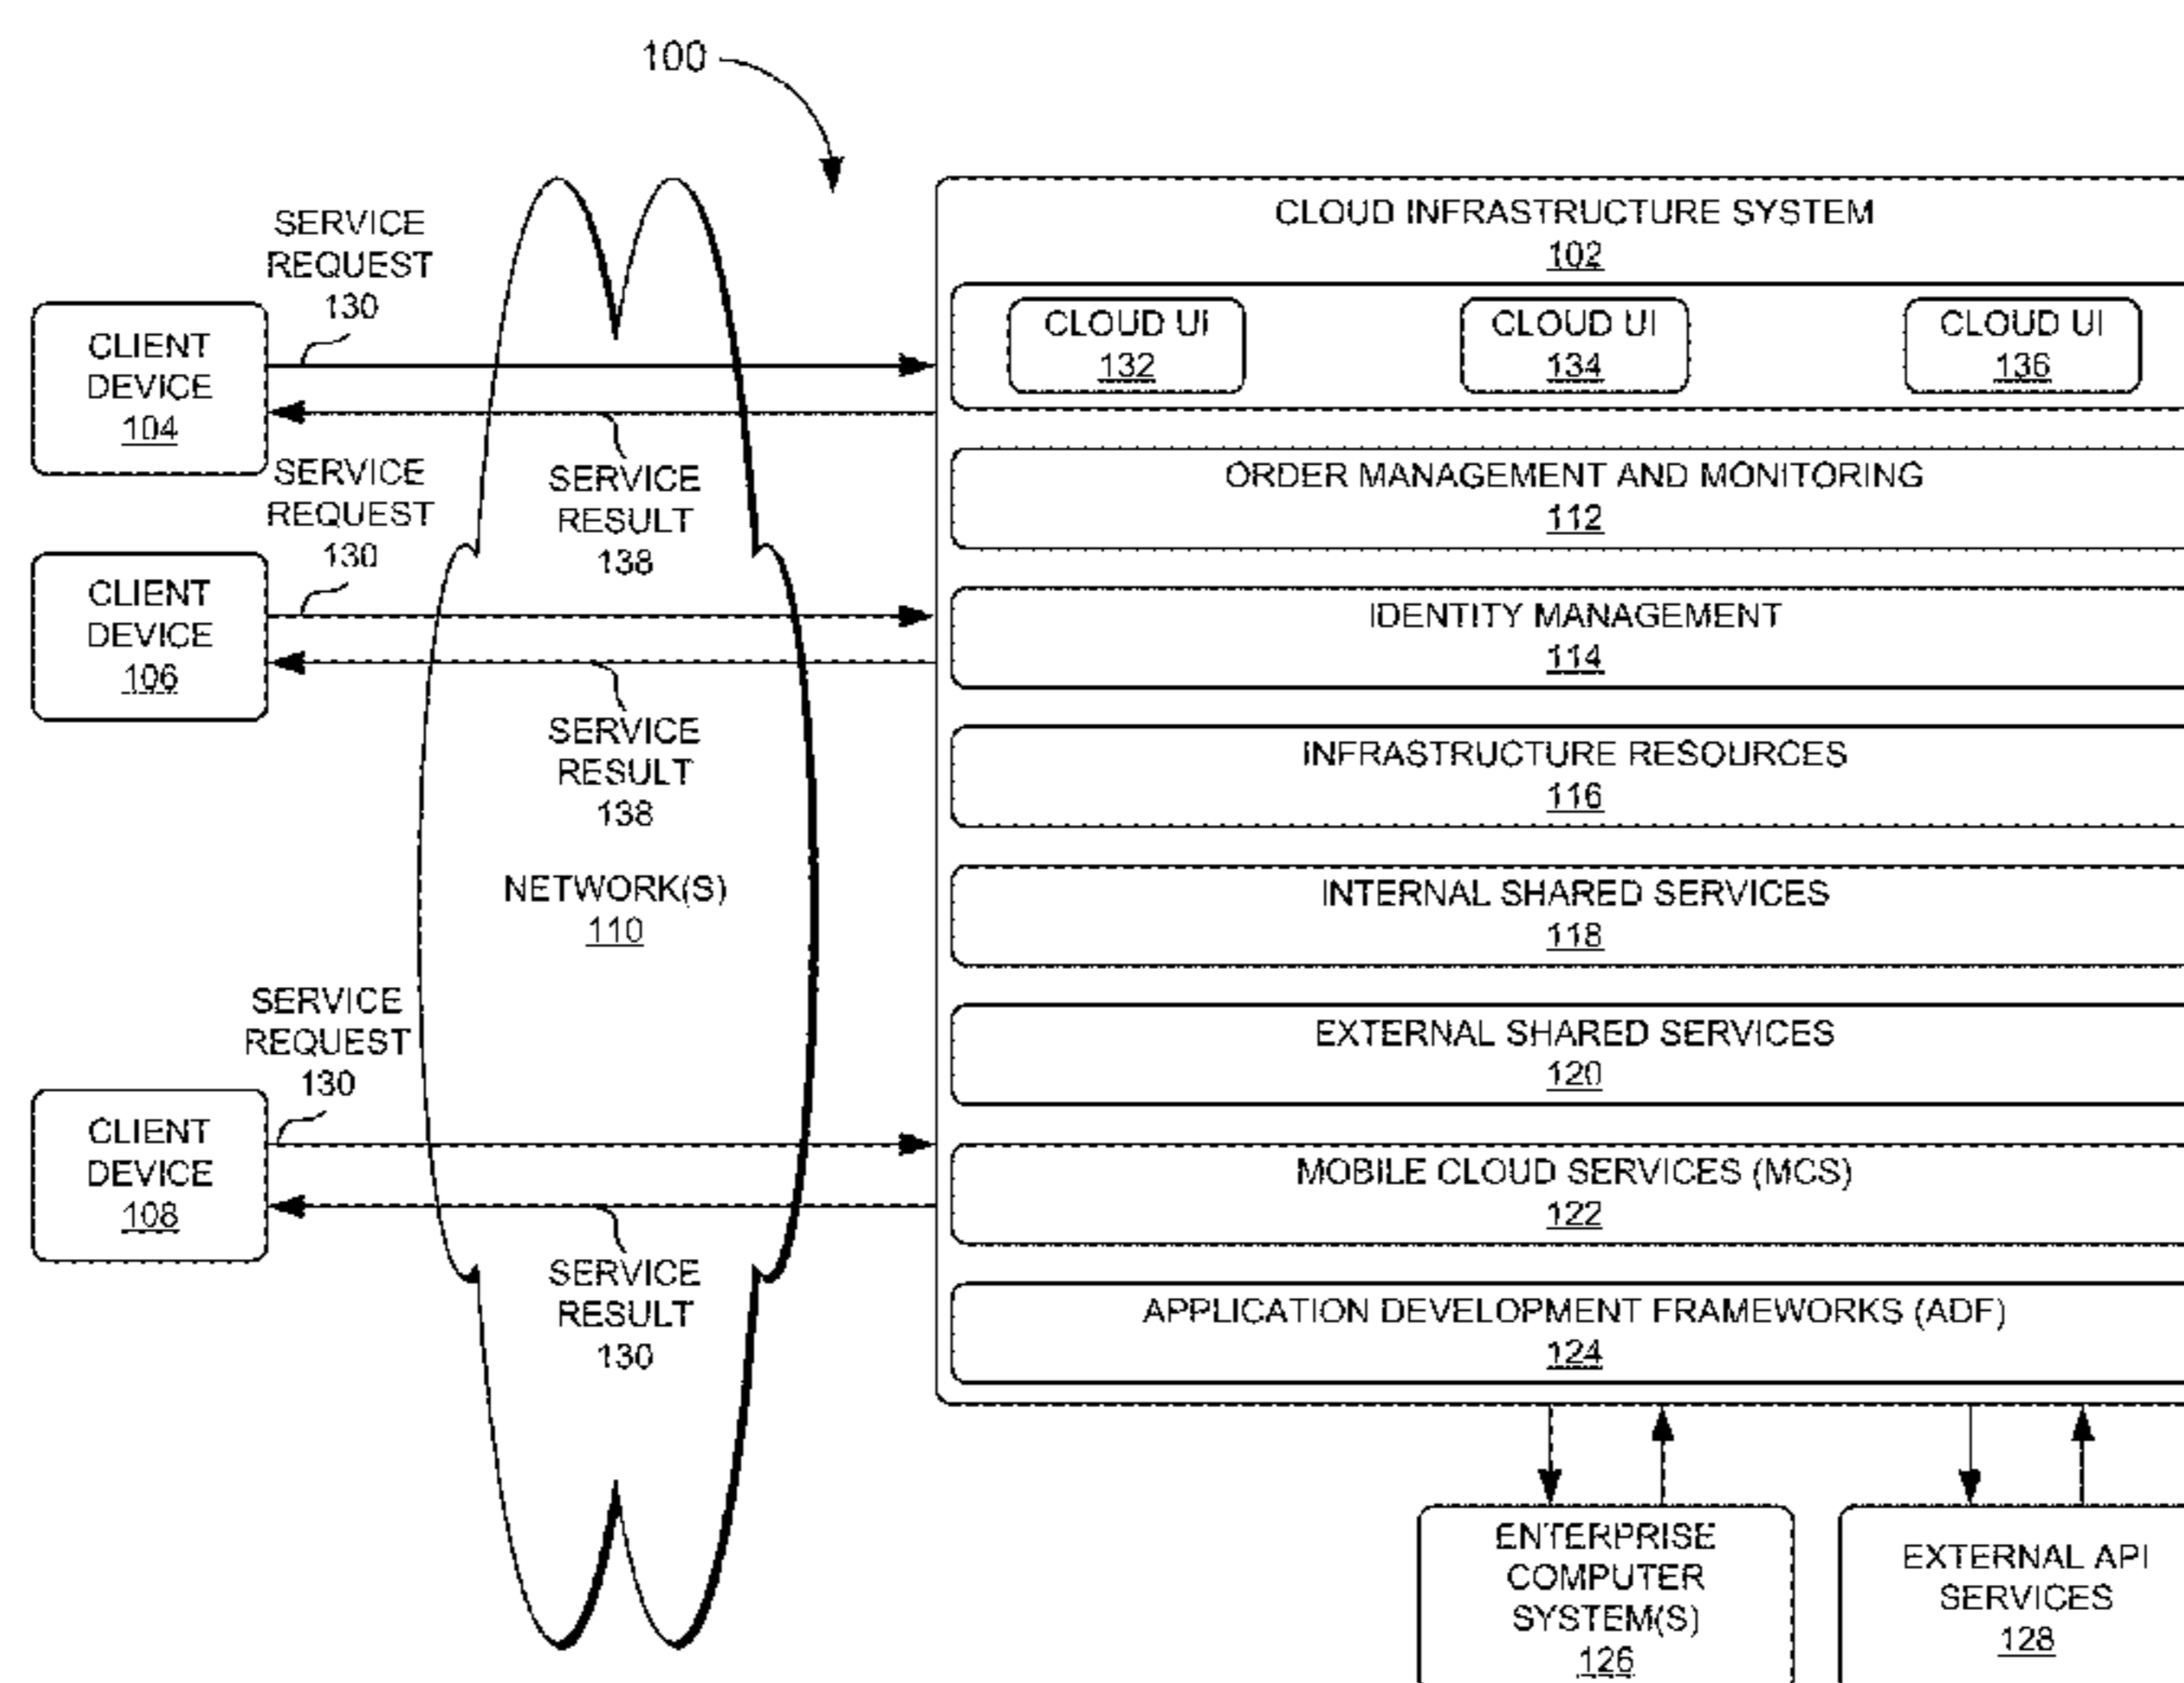 100
SERVICE
REQUEST
130
CLIENT
DEVICE
104
SERVICE
RESULT
138
SERVICE
REQUEST
130
CLIENT
DEVICE
106
SERVICE
RESULT
138
NETWORK(S)
110
SERVICE
REQUEST
130
CLIENT
DEVICE
108
SERVICE
RESULT
130
CLOUD INFRASTRUCTURE SYSTEM
102
CLOUD UI
132
CLOUD UI
134
CLOUD UI
136
ORDER MANAGEMENT AND MONITORING
112
IDENTITY MANAGEMENT
114
INFRASTRUCTURE RESOURCES
116
INTERNAL SHARED SERVICES
118
EXTERNAL SHARED SERVICES
120
MOBILE CLOUD SERVICES (MCS)
122
APPLICATION DEVELOPMENT FRAMEWORKS (ADF)
124
ENTERPRISE
COMPUTER
SYSTEM(S)
126
EXTERNAL API
SERVICES
128